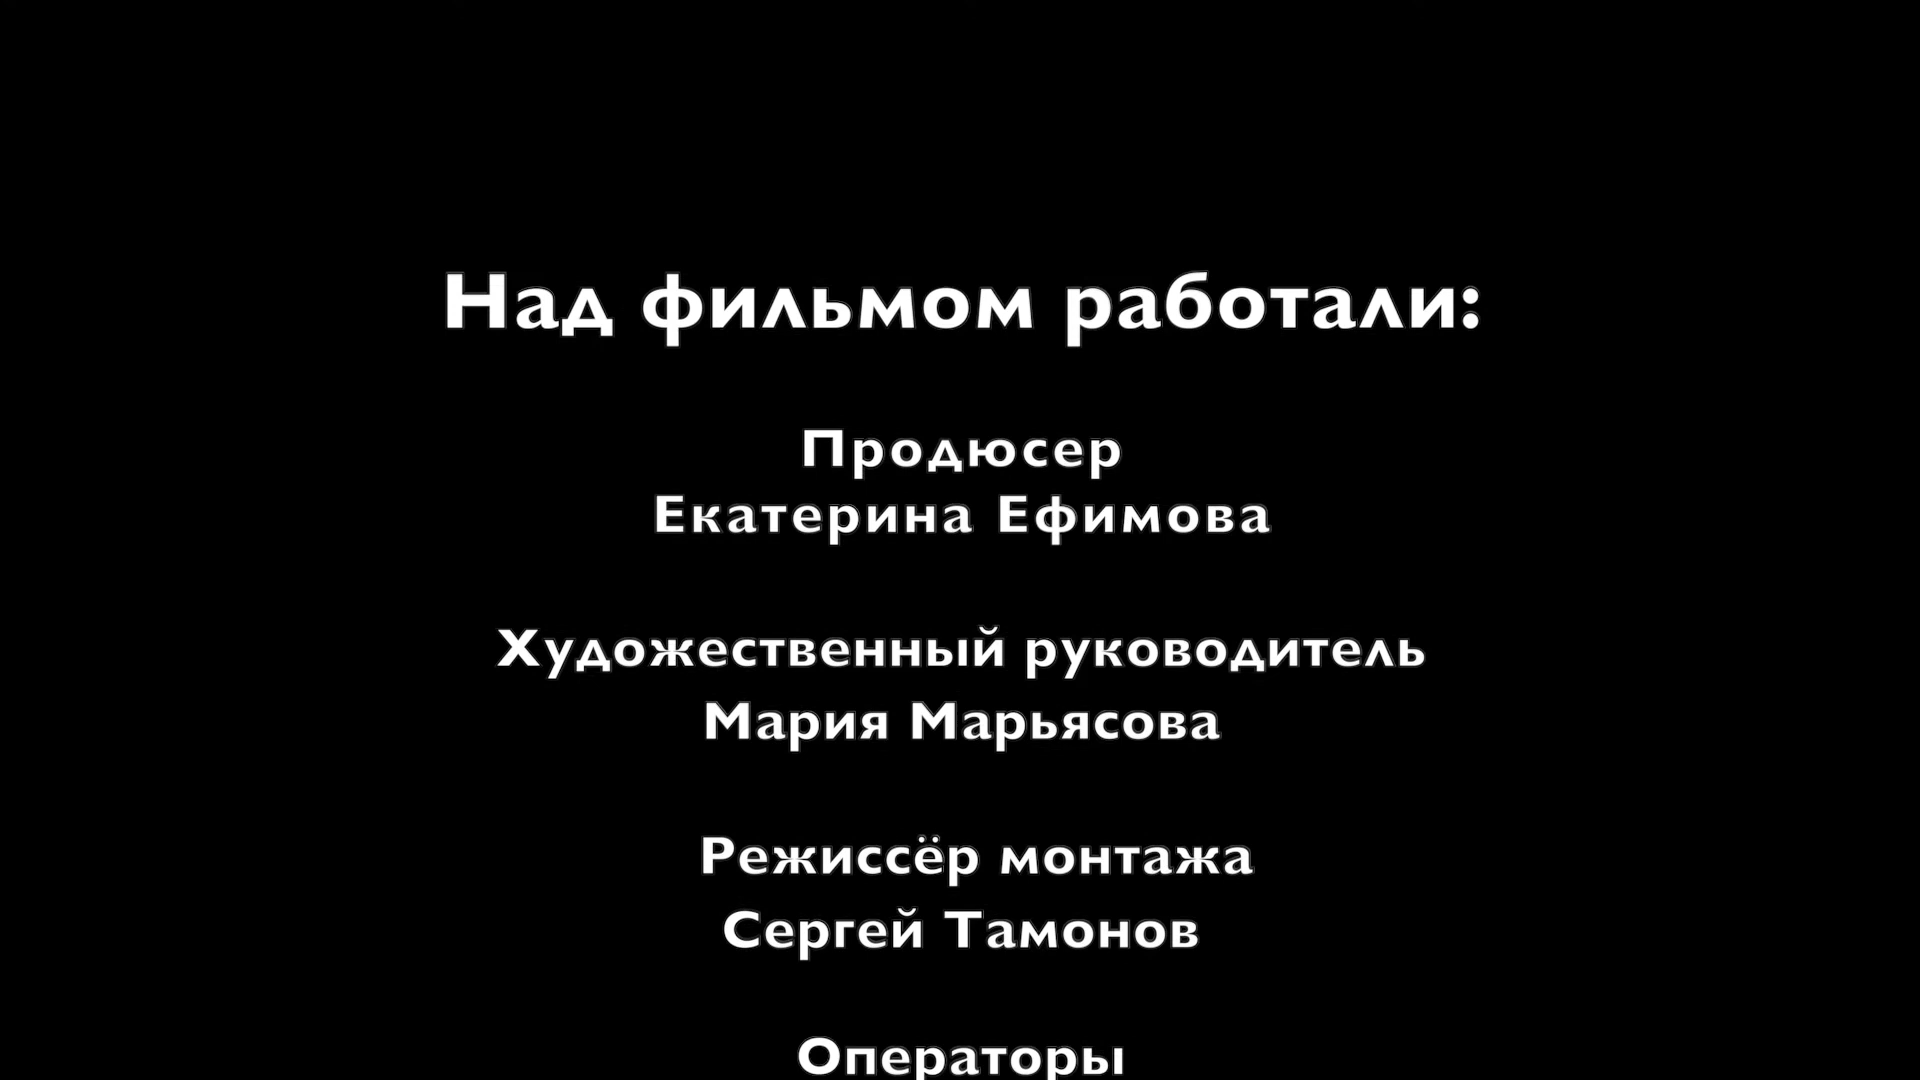 Над фильмом работали:
Продюсер
Екатерина Ефимова
Художественный руководитель
Мария Марьясова
Режиссёр монтажа
Сергей Тамонов
Операторы